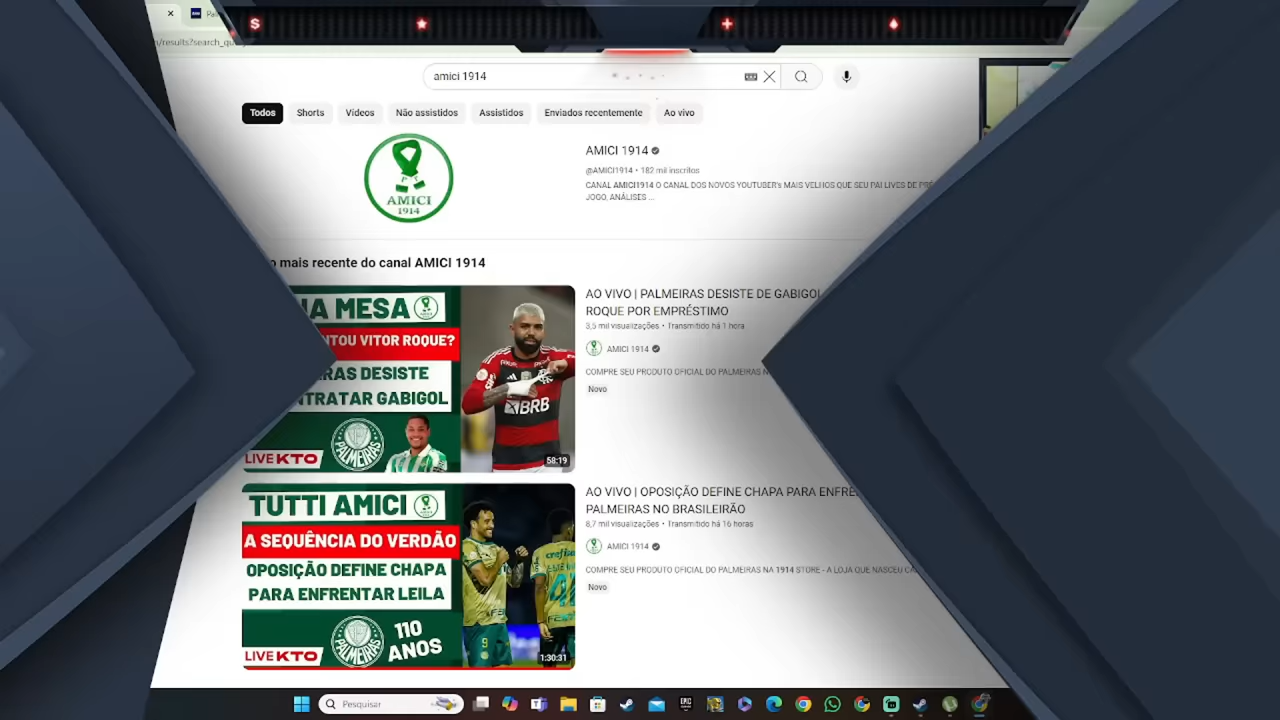 /results?search_qu
amici 1914
Todos
Shorts
Vídeos
Não assistidos
Assistidos
Enviados recentemente
Ao vivo
AMICI
1914
AMICI 1914
@AMICI1914 • 182 mil inscritos
CANAL AMICI1914 O CANAL DOS NOVOS YOUTUBER's MAIS VELHOS QUE SEU PAI LIVES DE PRÉ
JOGO, ANÁLISES ...
mais recente do canal AMICI 1914
NA MESA
VITOR ROQUE?
DESISTE
GABIGOL
PALMEIRAS
LIVE KTO
BRB
58:19
AO VIVO | PALMEIRAS DESISTE DE GABIGOL
ROQUE POR EMPRÉSTIMO
3,5 mil visualizações • Transmitido há 1 hora
AMICI 1914
COMPRE SEU PRODUTO OFICIAL DO PALMEIRAS N
Novo
TUTTI AMICI
A SEQUÊNCIA DO VERDÃO
OPOSIÇÃO DEFINE CHAPA
PARA ENFRENTAR LEILA
PALMEIRAS
110
ANOS
LIVE KTO
1:30:31
AO VIVO | OPOSIÇÃO DEFINE CHAPA PARA ENFRE
PALMEIRAS NO BRASILEIRÃO
8,7 mil visualizações • Transmitido há 16 horas
AMICI 1914
COMPRE SEU PRODUTO OFICIAL DO PALMEIRAS NA 1914 STORE - A LOJA QUE NASCEU
Novo
Pesquisar